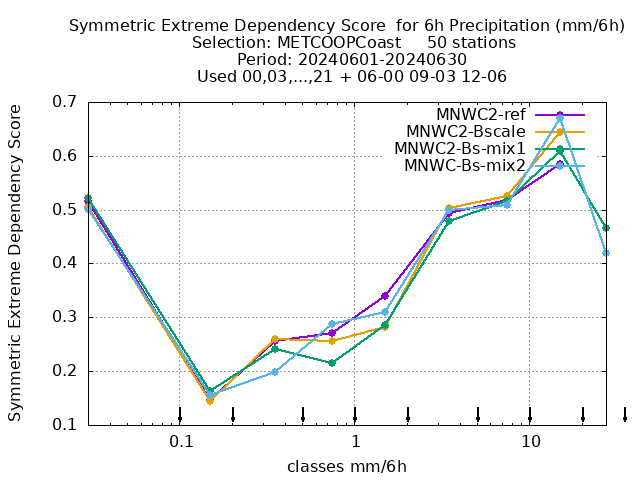 Symmetric Extreme Dependency Score  for 6h Precipitation (mm/6h)
Selection: METCOOPCoast     50 stations
Period: 20240601-20240630
Used 00,03,...,21 + 06-00 09-03 12-06
Symmetric Extreme Dependency Score
0.7
0.6
0.5
0.4
0.3
0.2
0.1
MNWC2-ref
MNWC2-Bscale
MNWC2-Bs-mix1
MNWC-Bs-mix2
0.1
1
10
classes mm/6h